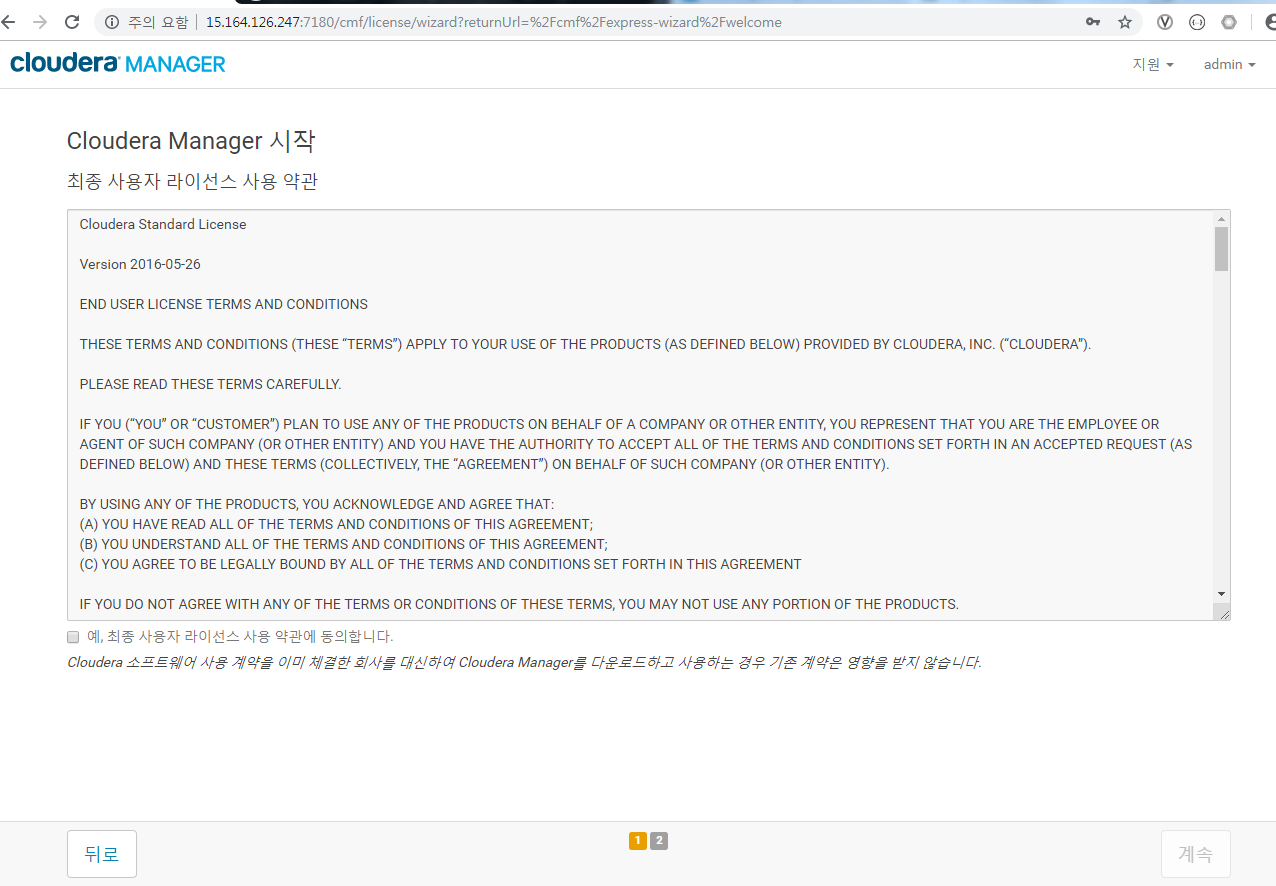 주의 요함 15.164.126.247:7180/cmf/license/wizard?returnUrl=%2Fcmf%2Fexpress-wizard%2Fwelcome
cloudera MANAGER 지원 admin
Cloudera Manager 시작
최종 사용자 라이선스 사용 약관
Cloudera Standard License
Version 2016-05-26
END USER LICENSE TERMS AND CONDITIONS
THESE TERMS AND CONDITIONS (THESE “TERMS”) APPLY TO YOUR USE OF THE PRODUCTS (AS DEFINED BELOW) PROVIDED BY CLOUDERA, INC. (“CLOUDERA”).
PLEASE READ THESE TERMS CAREFULLY.
IF YOU (“YOU” OR “CUSTOMER”) PLAN TO USE ANY OF THE PRODUCTS ON BEHALF OF A COMPANY OR OTHER ENTITY, YOU REPRESENT THAT YOU ARE THE EMPLOYEE OR
AGENT OF SUCH COMPANY (OR OTHER ENTITY) AND YOU HAVE THE AUTHORITY TO ACCEPT ALL OF THE TERMS AND CONDITIONS SET FORTH IN AN ACCEPTED REQUEST (AS
DEFINED BELOW) AND THESE TERMS (COLLECTIVELY, THE “AGREEMENT”) ON BEHALF OF SUCH COMPANY (OR OTHER ENTITY).
BY USING ANY OF THE PRODUCTS, YOU ACKNOWLEDGE AND AGREE THAT:
(A) YOU HAVE READ ALL OF THE TERMS AND CONDITIONS OF THIS AGREEMENT;
(B) YOU UNDERSTAND ALL OF THE TERMS AND CONDITIONS OF THIS AGREEMENT;
(C) YOU AGREE TO BE LEGALLY BOUND BY ALL OF THE TERMS AND CONDITIONS SET FORTH IN THIS AGREEMENT
IF YOU DO NOT AGREE WITH ANY OF THE TERMS OR CONDITIONS OF THESE TERMS, YOU MAY NOT USE ANY PORTION OF THE PRODUCTS.
예, 최종 사용자 라이선스 사용 약관에 동의합니다.
Cloudera 소프트웨어 사용 계약을 이미 체결한 회사를 대신하여 Cloudera Manager를 다운로드하고 사용하는 경우 기존 계약은 영향을 받지 않습니다.
뒤로 1 2 계속